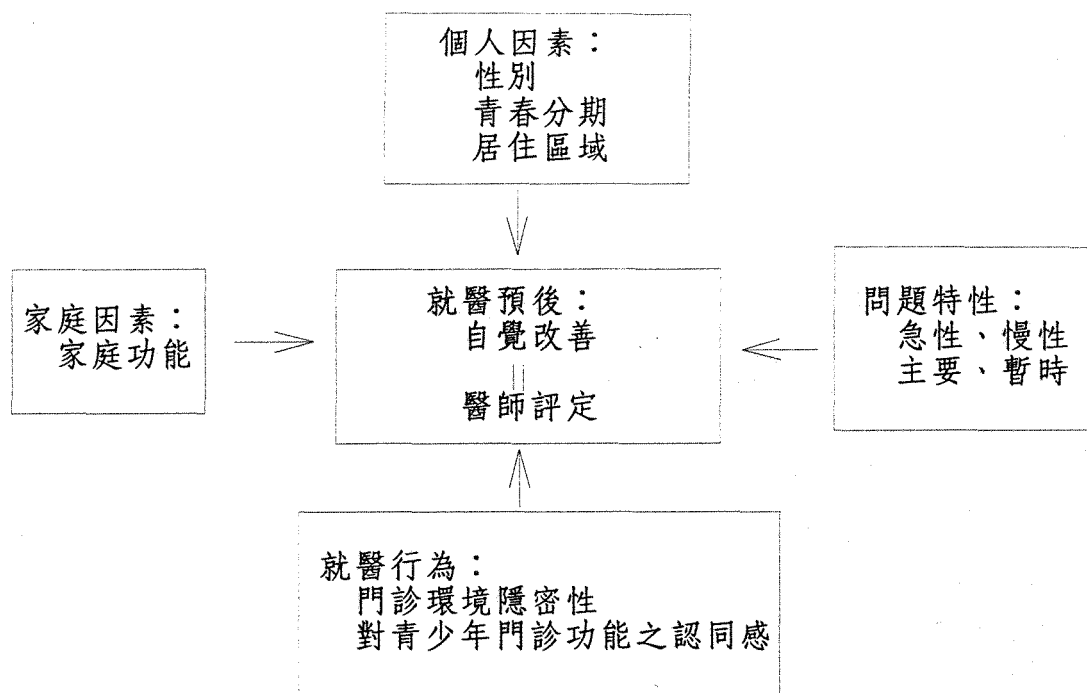 個人因素：
性別
青春分期
居住區域
家庭因素：
家庭功能
就醫預後：
自覺改善
醫師評定
問題特性：
急性、慢性
主要、暫時
就醫行為：
門診環境隱密性
對青少年門診功能之認同感